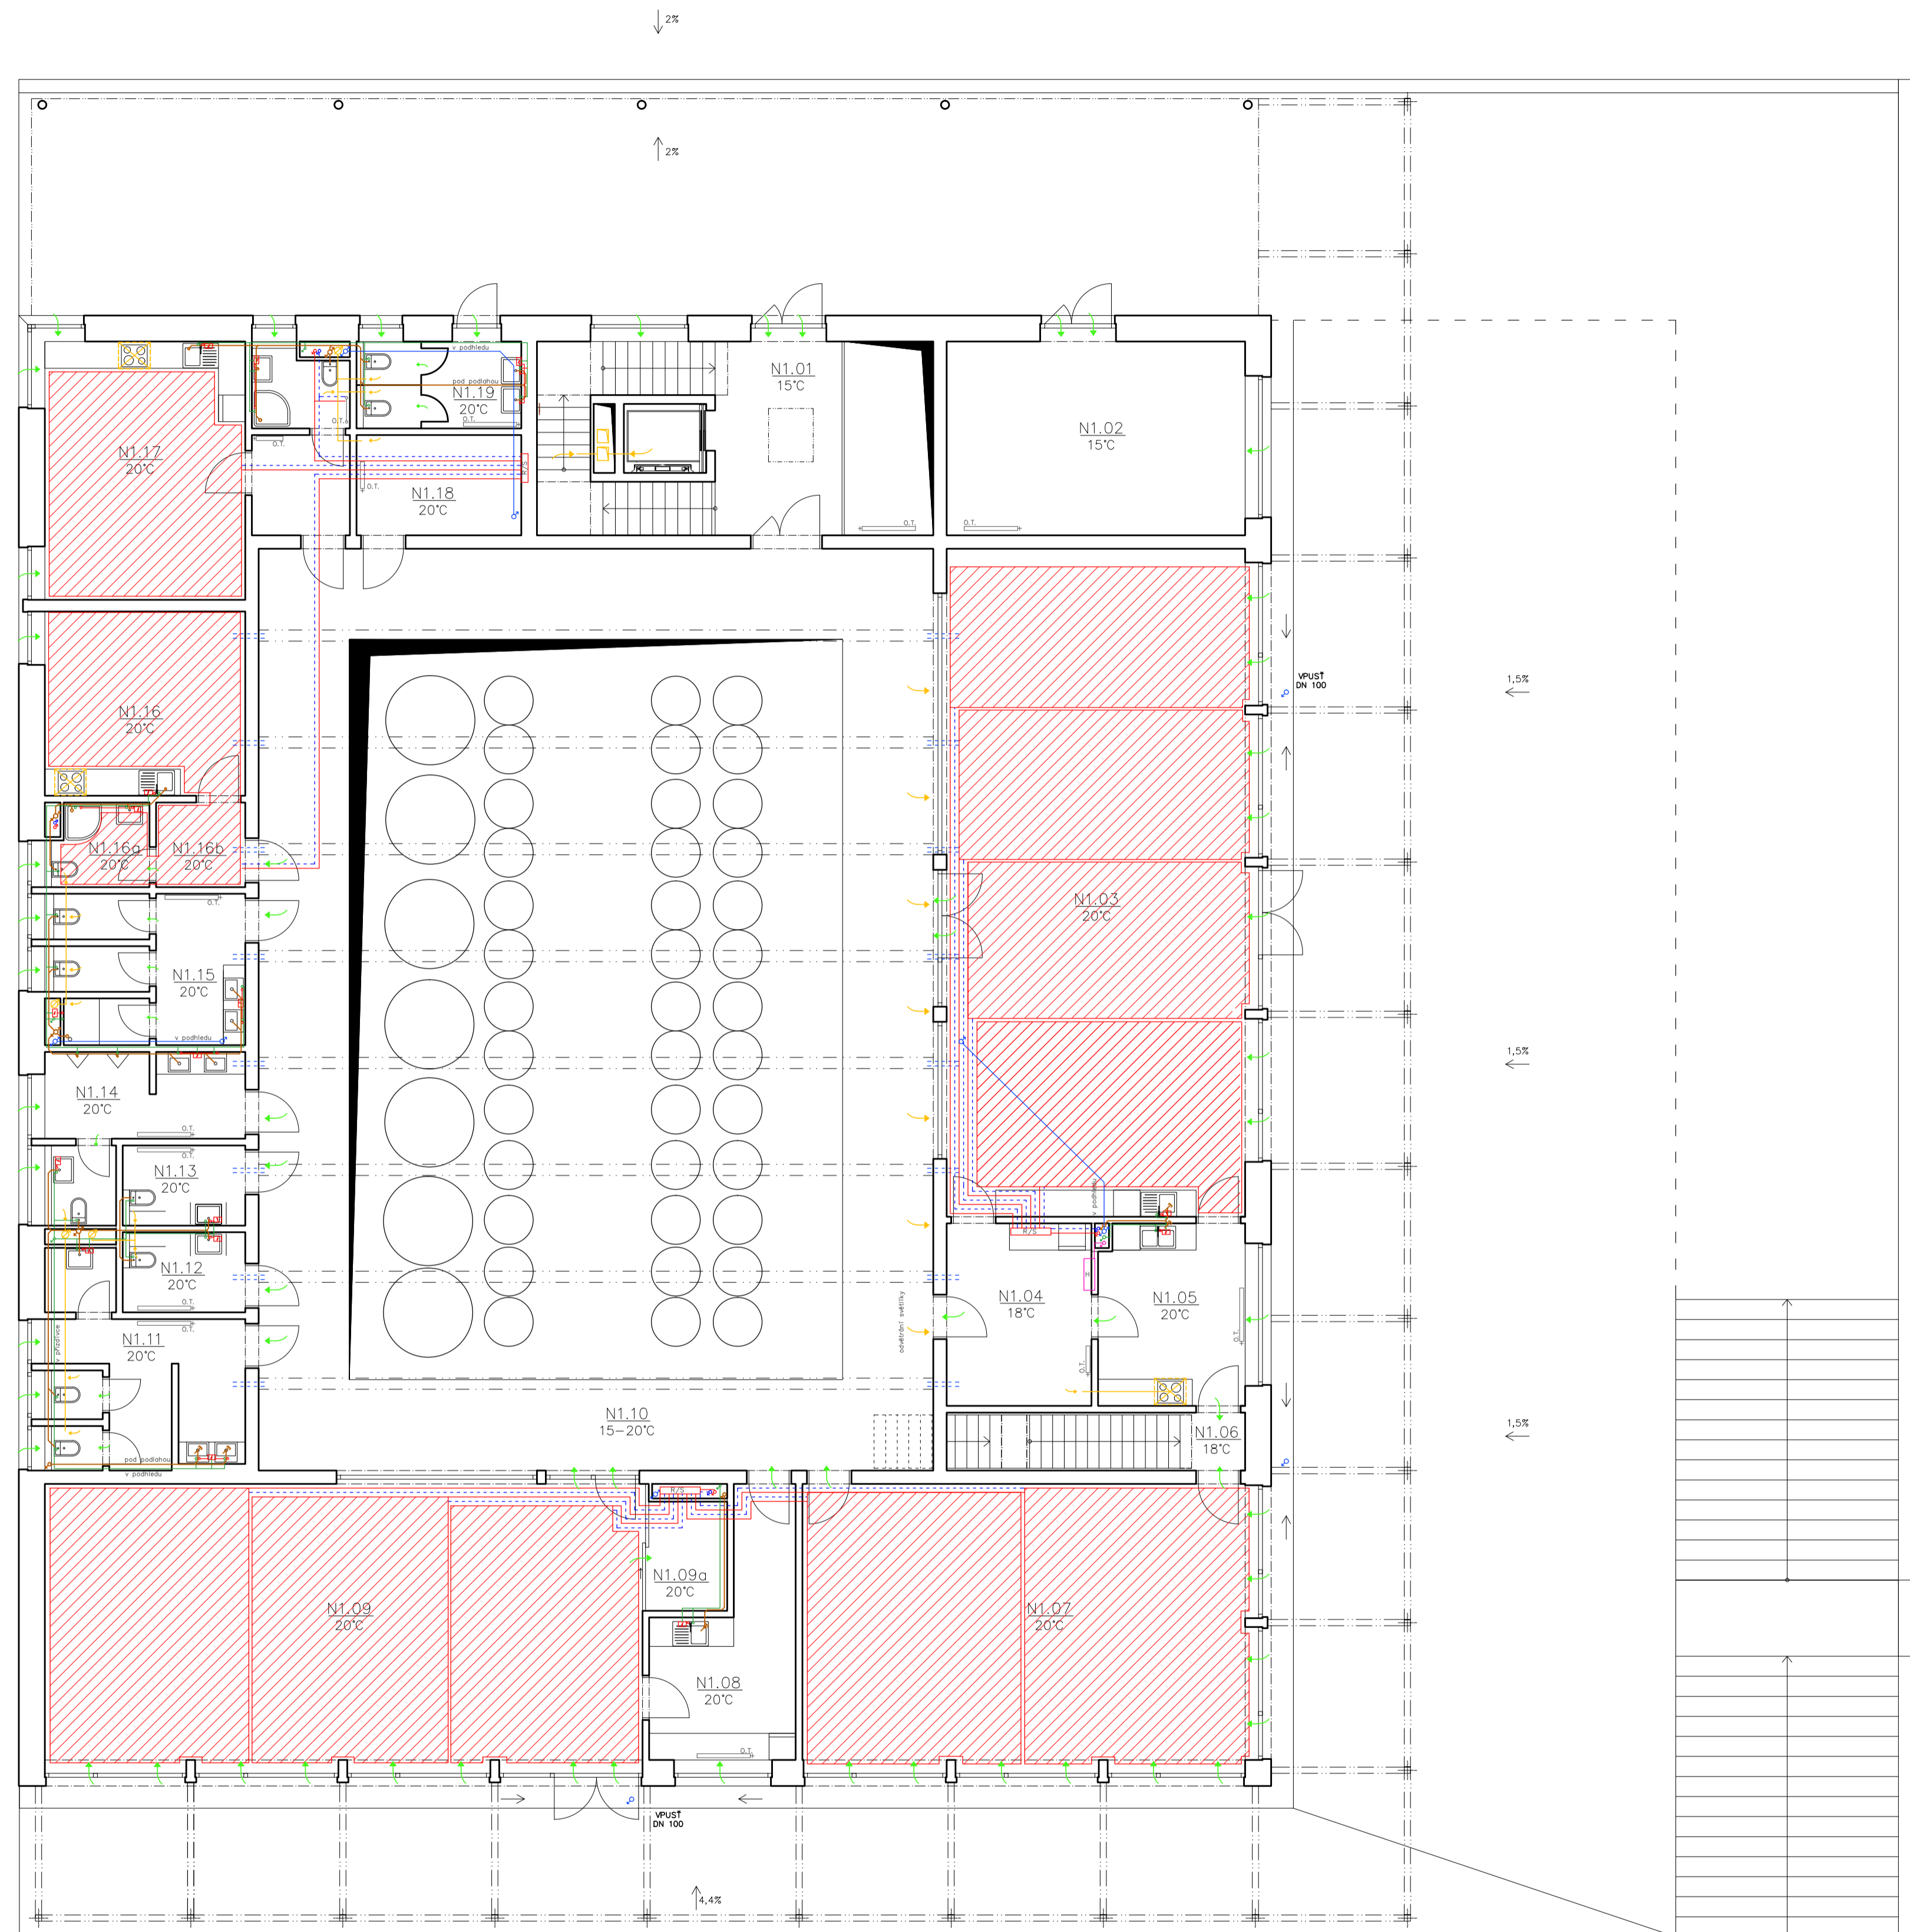 2%
2%
N1.01
15°C
v podhledu
pod podlahou
N1.19
20°C
O.T.
O.T.
O.T.
N1.02
15°C
N1.17
20°C
R/S
O.T.
N1.18
20°C
O.T.
O.T.
VPUSŤ
DN 100
1,5%
N1.16
20°C
N1.16a
20°C
N1.16b
20°C
O.T.
N1.03
20°C
N1.15
20°C
v podhledu
1,5%
N1.14
20°C
O.T.
O.T.
N1.13
20°C
v podhledu
R/S
N1.12
20°C
O.T.
O.T.
H
N1.04
18°C
N1.05
20°C
O.T.
O.T.
odvětrání světlíky
v přizdívce
N1.11
20°C
N1.10
15-20°C
N1.06
18°C
1,5%
pod podlahou
v podhledu
R/S
N1.09a
20°C
N1.09
20°C
N1.07
20°C
N1.08
20°C
O.T.
VPUSŤ
DN 100
4,4%